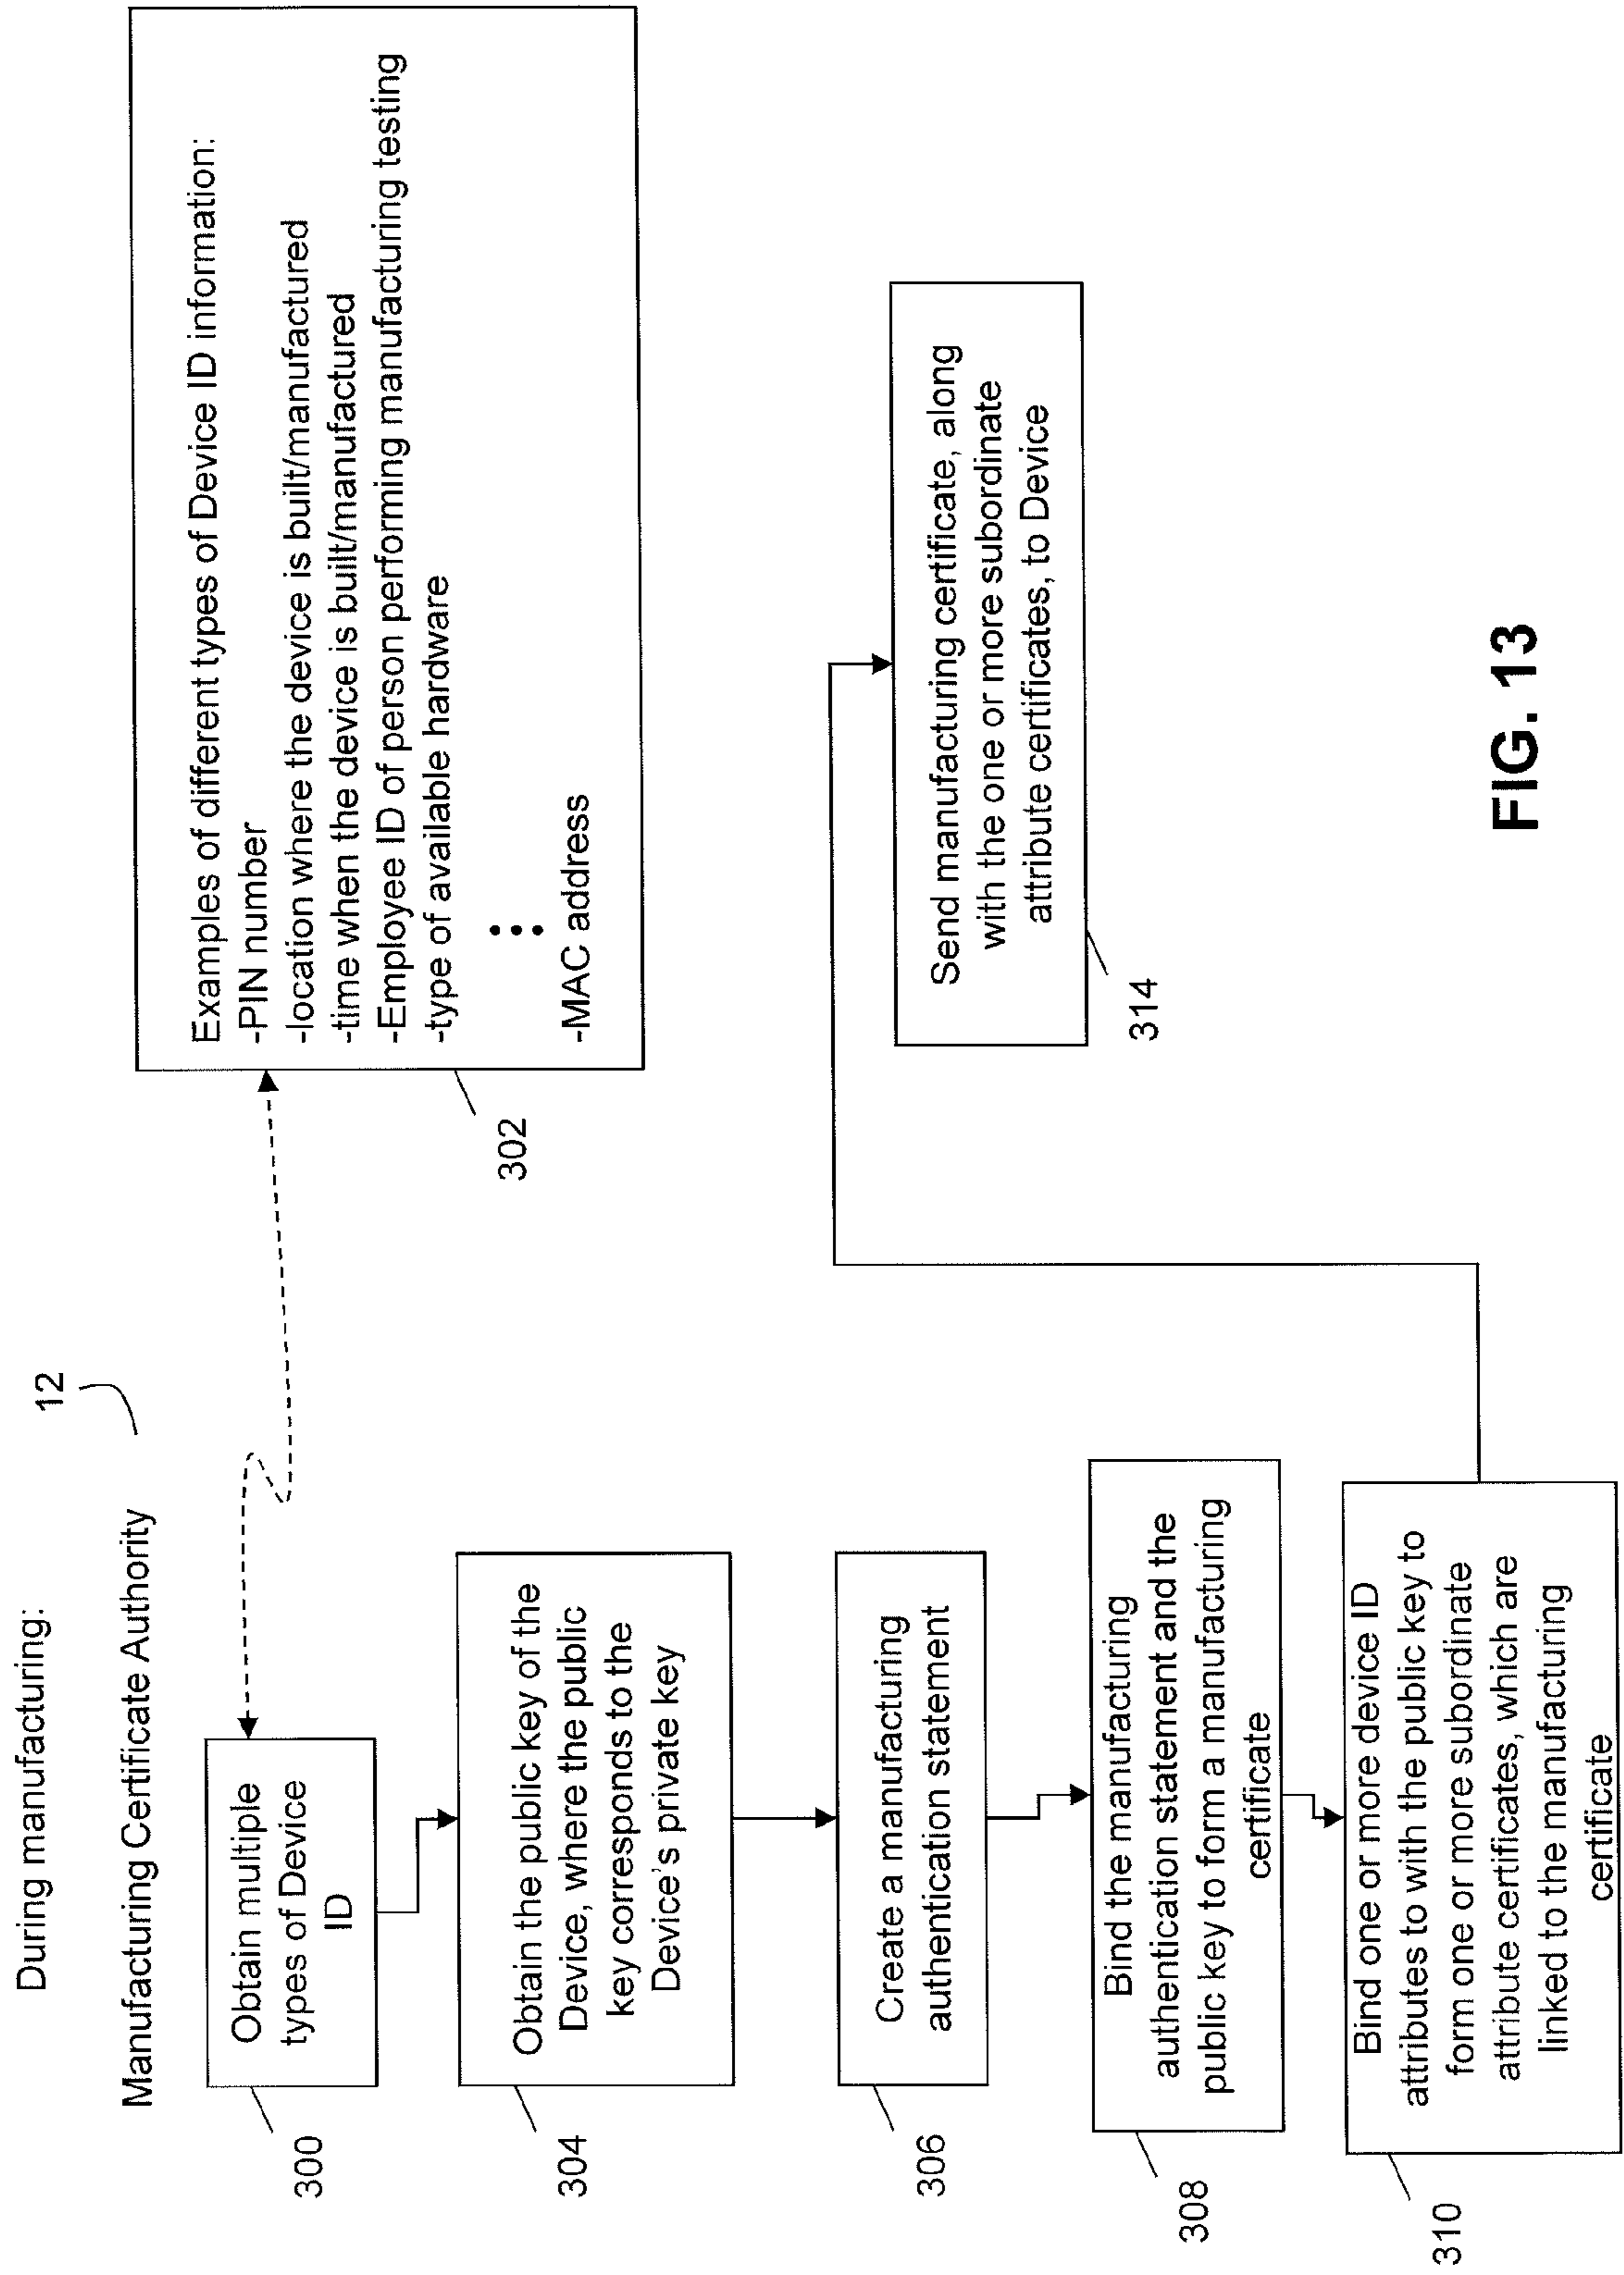 During manufacturing:
Manufacturing Certificate Authority
12
300
Obtain multiple
types of Device
ID
Examples of different types of Device ID information:
-PIN number
-location where the device is built/manufactured
-time when the device is built/manufactured
-Employee ID of person performing manufacturing testing
-type of available hardware
-MAC address
302
304
Obtain the public key of the
Device, where the public
key corresponds to the
Device's private key
306
Create a manufacturing
authentication statement
308
Bind the manufacturing
authentication statement and the
public key to form a manufacturing
certificate
310
Bind one or more device ID
attributes to with the public key to
form one or more subordinate
attribute certificates, which are
linked to the manufacturing
certificate
Send manufacturing certificate, along
with the one or more subordinate
attribute certificates, to Device
314
FIG. 13